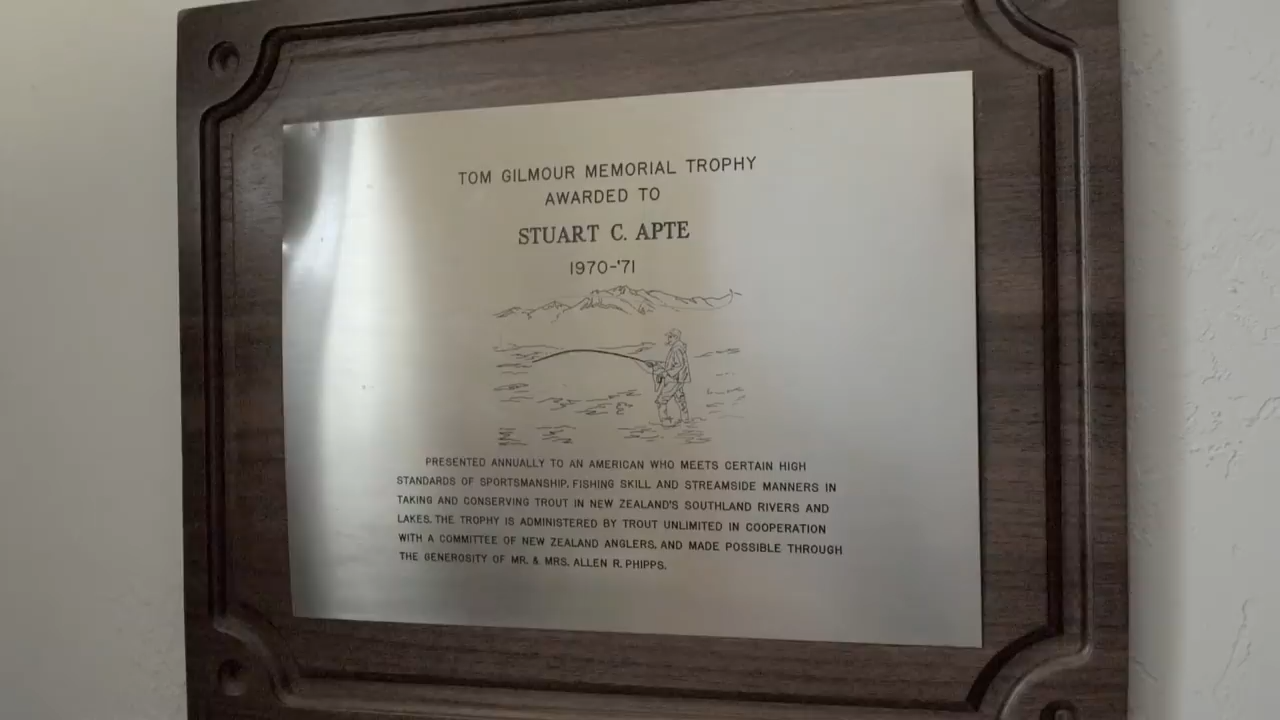 TOM GILMOUR MEMORIAL TROPHY
AWARDED TO
STUART C. APTE
1970-'71
PRESENTED ANNUALLY TO AN AMERICAN WHO MEETS CERTAIN HIGH
STANDARDS OF SPORTSMANSHIP, FISHING SKILL AND STREAMSIDE MANNERS IN
TAKING AND CONSERVING TROUT IN NEW ZEALAND'S SOUTHLAND RIVERS AND
LAKES. THE TROPHY IS ADMINISTERED BY TROUT UNLIMITED IN COOPERATION
WITH A COMMITTEE OF NEW ZEALAND ANGLERS, AND MADE POSSIBLE THROUGH
THE GENEROSITY OF MR. & MRS. ALLEN R. PHIPPS.